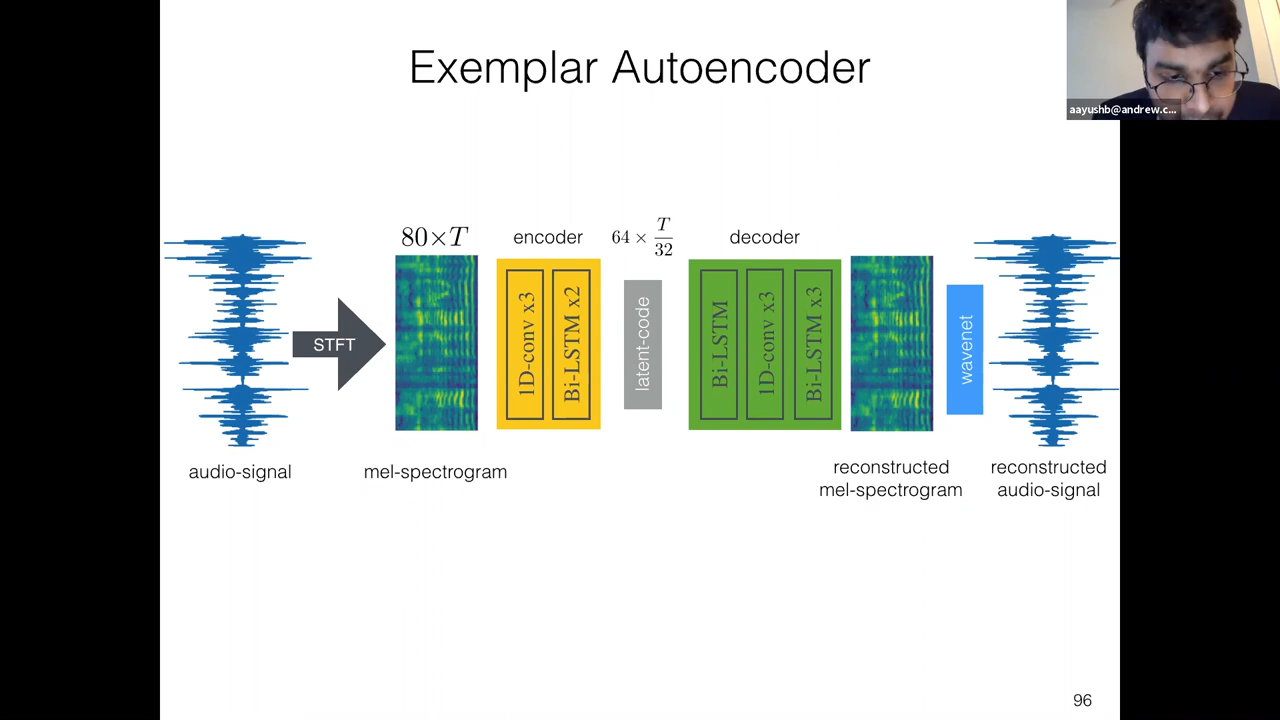 Exemplar Autoencoder
aayushb@andrew.c...
80×T
encoder
64 × T/32
decoder
STFT
1D-conv x3
Bi-LSTM x2
latent-code
Bi-LSTM
1D-conv x3
Bi-LSTM x3
wavenet
audio-signal
mel-spectrogram
reconstructed
mel-spectrogram
reconstructed
audio-signal
96